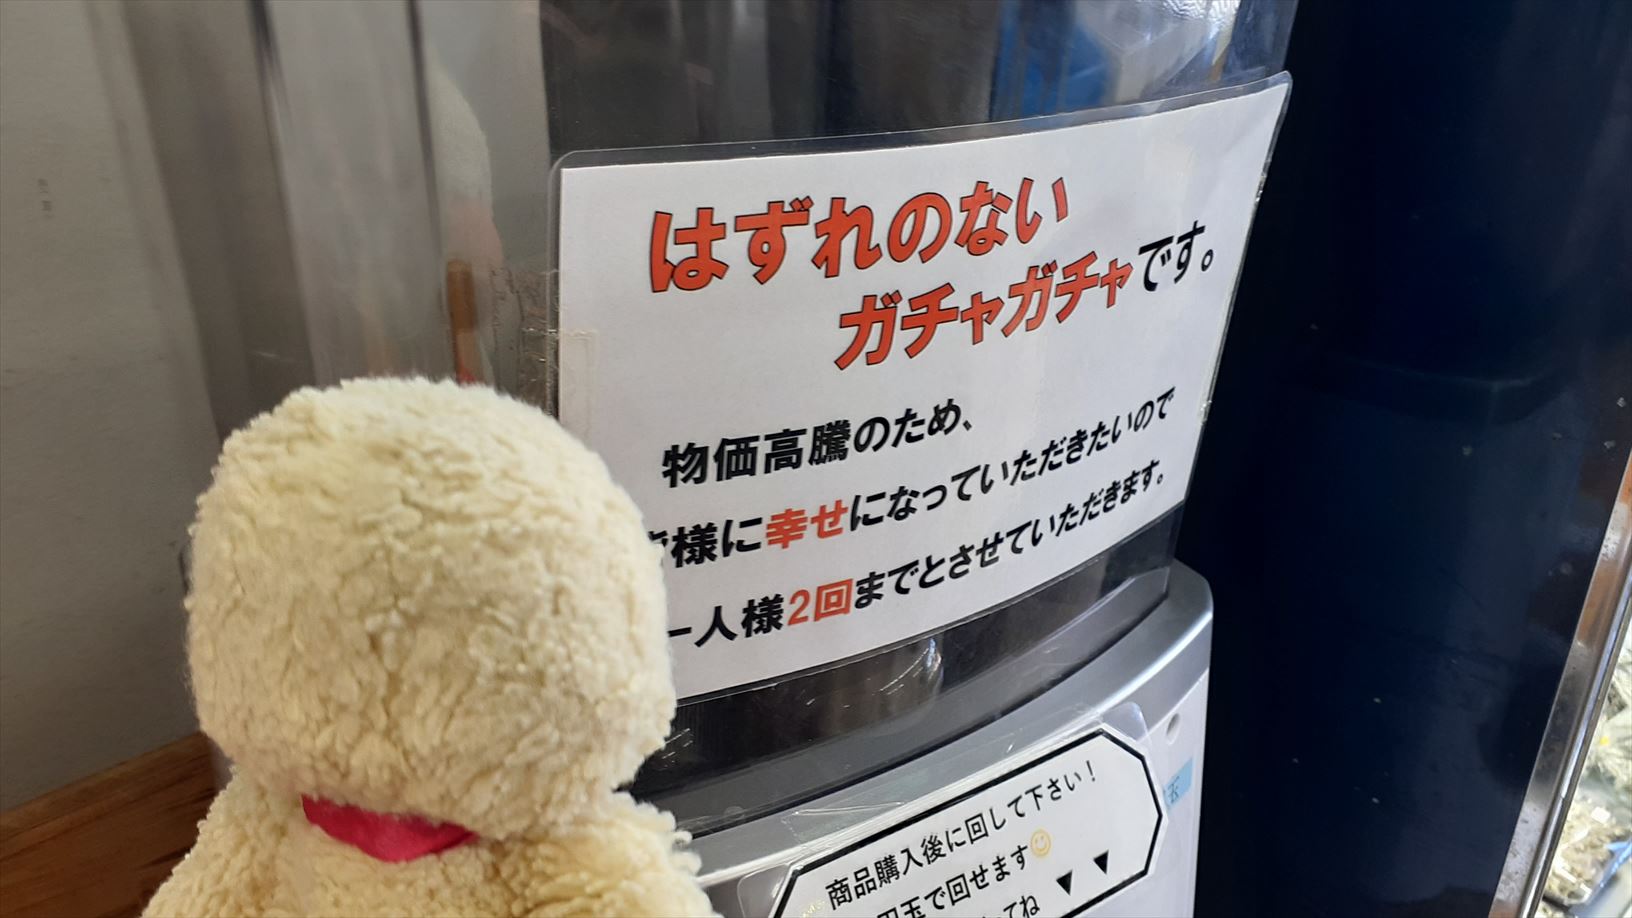 はずれのない
ガチャガチャです。
物価高騰のため、
様に幸せになっていただきたいので
一人様2回までとさせていただきます。
商品購入後に回して下さい！
玉で回せます
てね
▼ ▼
玉